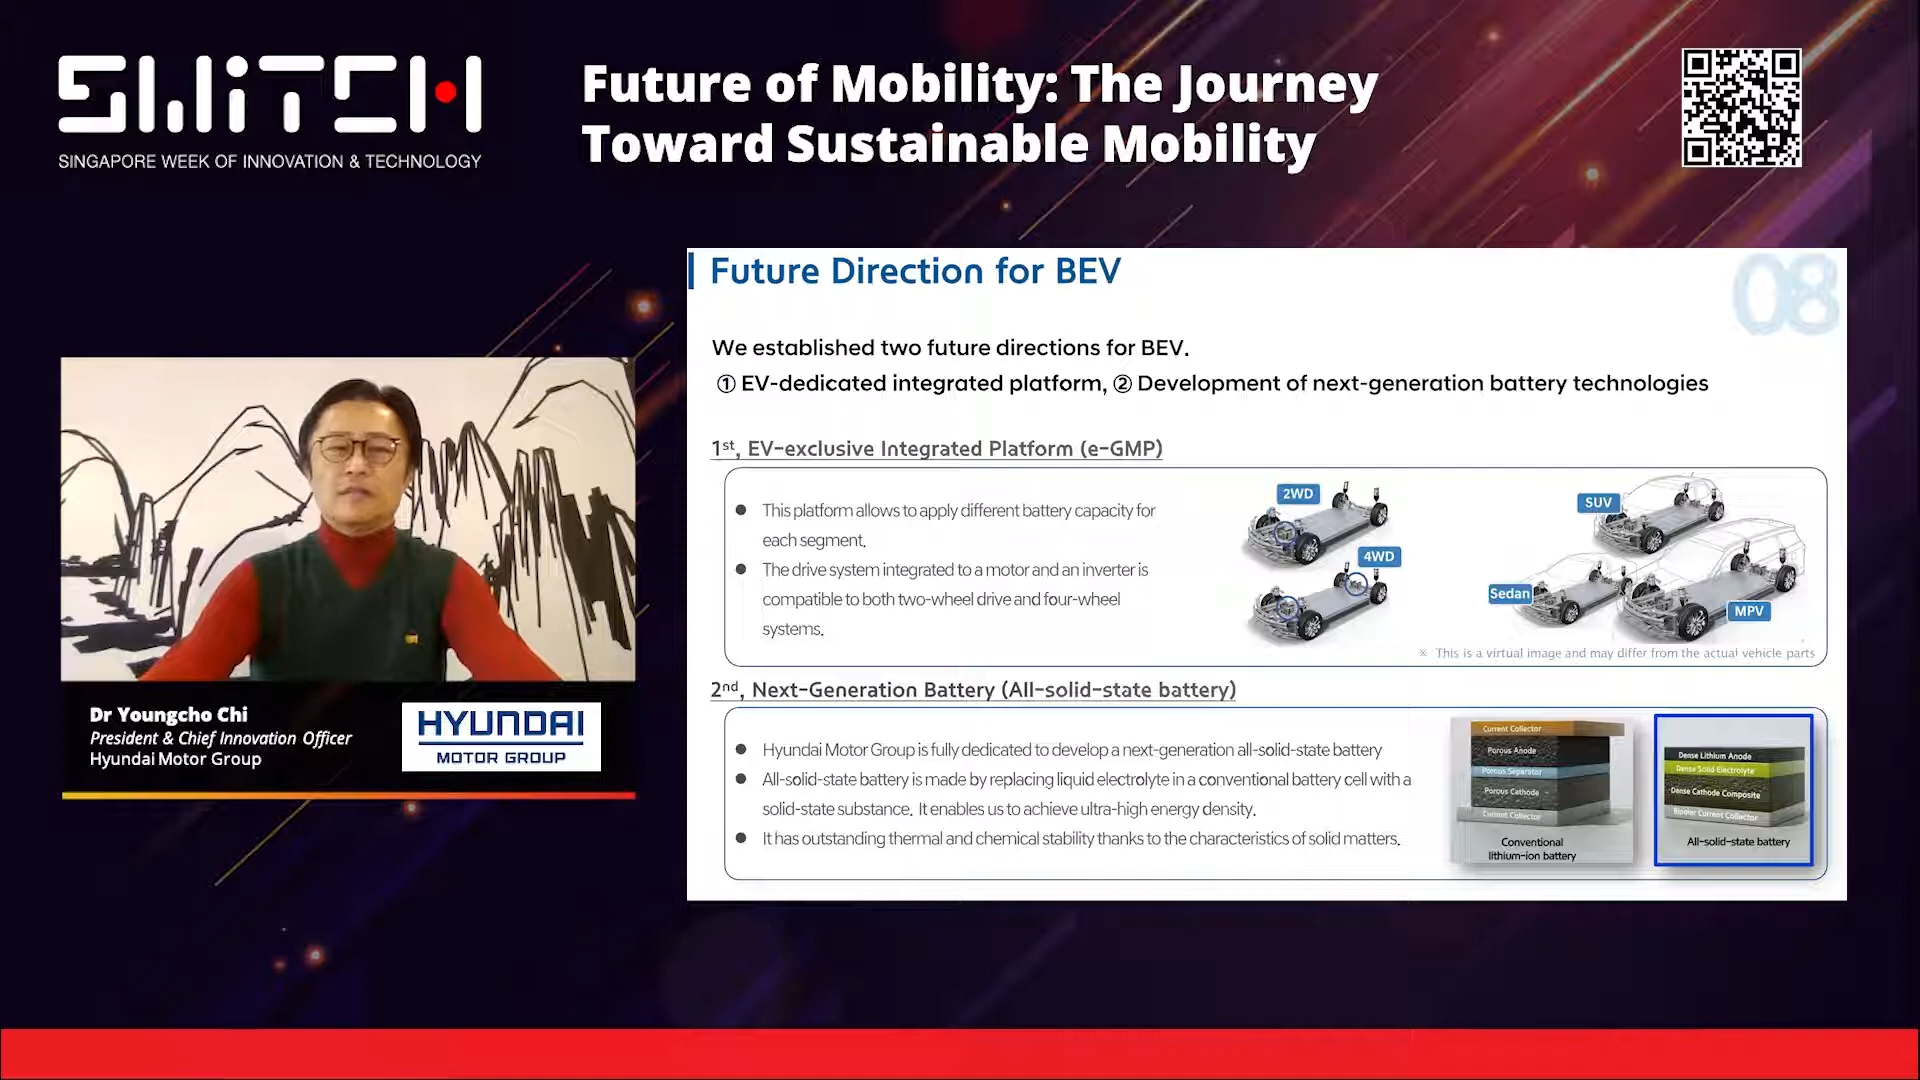 SWITCH
SINGAPORE WEEK OF INNOVATION & TECHNOLOGY
Future of Mobility: The Journey
Toward Sustainable Mobility
Dr Youngcho Chi
President & Chief Innovation Officer
Hyundai Motor Group
HYUNDAI
MOTOR GROUP
Future Direction for BEV
08
We established two future directions for BEV.
① EV-dedicated integrated platform, ② Development of next-generation battery technologies
1st, EV-exclusive Integrated Platform (e-GMP)
● This platform allows to apply different battery capacity for
each segment.
● The drive system integrated to a motor and an inverter is
compatible to both two-wheel drive and four-wheel
systems.
2WD
4WD
SUV
Sedan
MPV
※ This is a virtual image and may differ from the actual vehicle parts
2nd, Next-Generation Battery (All-solid-state battery)
● Hyundai Motor Group is fully dedicated to develop a next-generation all-solid-state battery
● All-solid-state battery is made by replacing liquid electrolyte in a conventional battery cell with a
solid-state substance. It enables us to achieve ultra-high energy density.
● It has outstanding thermal and chemical stability thanks to the characteristics of solid matters.
Current Collector
Porous Anode
Porous Separator
Porous Cathode
Current Collector
Conventional
lithium-ion battery
Dense Lithium Anode
Dense Solid Electrolyte
Dense Cathode Composite
Bipolar Current Collector
All-solid-state battery